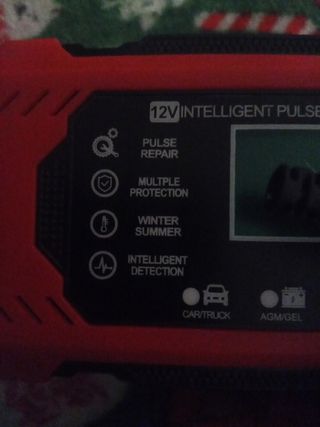 12V INTELLIGENT PULSE
PULSE
REPAIR
MULTPLE
PROTECTION
WINTER
SUMMER
INTELLIGENT
DETECTION
CAR/TRUCK
AGM/GEL